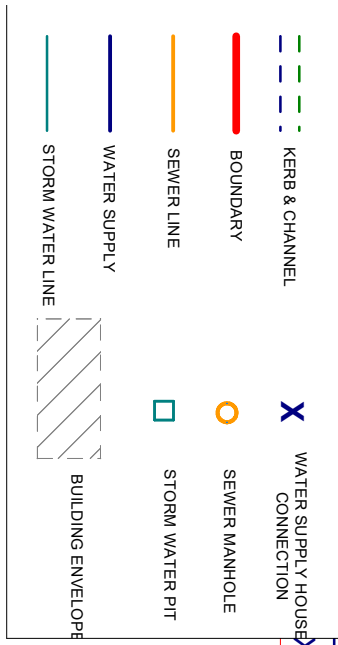 KERB & CHANNEL
BOUNDARY
SEWER LINE
WATER SUPPLY
STORM WATER LINE
X
WATER SUPPLY HOUSE
CONNECTION
SEWER MANHOLE
STORM WATER PIT
BUILDING ENVELOPE